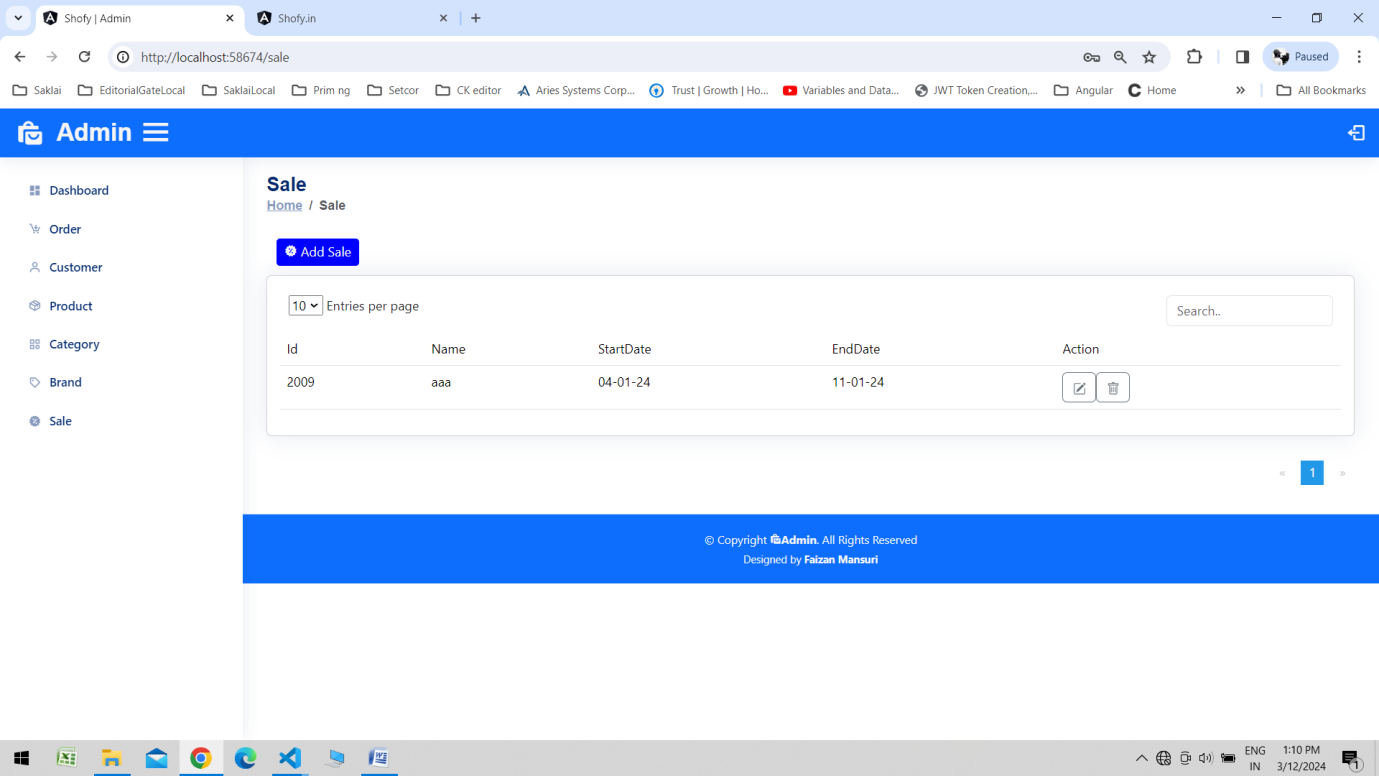 Shofy | Admin
Shofy.in
http://localhost:58674/sale
Paused
Saklai
EditorialGateLocal
SaklaiLocal
Prim ng
Setcor
CK editor
Aries Systems Corp...
Trust | Growth | Ho...
Variables and Data...
JWT Token Creation,...
Angular
Home
»
All Bookmarks
Admin
Dashboard
Order
Customer
Product
Category
Brand
Sale
Sale
Home / Sale
Add Sale
10 Entries per page
Search..
Id Name StartDate EndDate Action
2009 aaa 04-01-24 11-01-24
« 1 »
© Copyright Admin. All Rights Reserved
Designed by Faizan Mansuri
ENG
IN
1:10 PM
3/12/2024
1